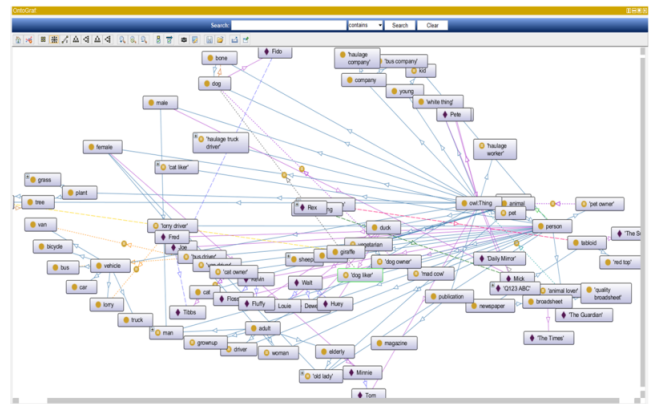 OntoGraf
Search:
contains
Search
Clear
bone
Fido
'haulage
company'
'bus company'
kid
dog
company
young
'white thing'
male
Pete
female
'haulage truck
driver'
'haulage
worker'
'cat liker'
grass
plant
tree
Rex
owl:Thing
animal
'pet owner'
pet
person
van
'lorry driver'
Fred
Joe
duck
tabloid
bicycle
'bus driver'
giraffe
'Daily Mirror'
'red top'
bus
vehicle
'cat owner'
'dog owner'
car
cat
Walt
'dog liker'
'mad cow'
Mick
'Q123 ABC'
'animal lover'
'quality
broadsheet'
lorry
Tibbs
Fluffy
Louie
Huey
publication
newspaper
broadsheet
'The Guardian'
truck
man
adult
'The Times'
grownup
driver
woman
elderly
magazine
'old lady'
Minnie
Tom